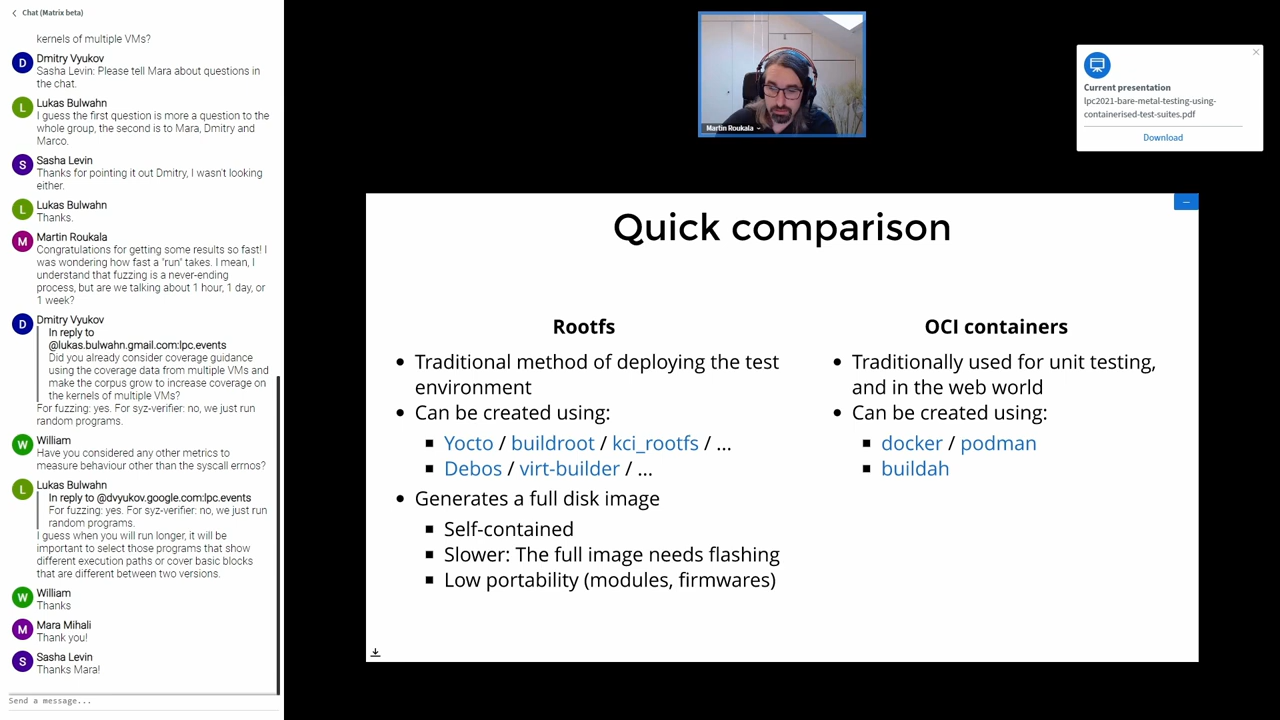 Chat (Matrix beta)
kernels of multiple VMs?
D
Dmitry Vyukov
Sasha Levin: Please tell Mara about questions in
the chat.
L
Lukas Bulwahn
I guess the first question is more a question to the
whole group, the second is to Mara, Dmitry and
Marco.
S
Sasha Levin
Thanks for pointing it out Dmitry, I wasn't looking
either.
L
Lukas Bulwahn
Thanks.
M
Martin Roukala
Congratulations for getting some results so fast! I
was wondering how fast a "run" takes. I mean, I
understand that fuzzing is a never-ending
process, but are we talking about 1 hour, 1 day, or
1 week?
D
Dmitry Vyukov
In reply to
@lukas.bulwahn.gmail.com:lpc.events
Did you already consider coverage guidance
using the coverage data from multiple VMs and
make the corpus grow to increase coverage on
the kernels of multiple VMs?
For fuzzing: yes. For syz-verifier: no, we just run
random programs.
W
William
Have you considered any other metrics to
measure behaviour other than the syscall errnos?
L
Lukas Bulwahn
In reply to @dvyukov.google.com:lpc.events
For fuzzing: yes. For syz-verifier: no, we just run
random programs.
I guess when you will run longer, it will be
important to select those programs that show
different execution paths or cover basic blocks
that are different between two versions.
W
William
Thanks
M
Mara Mihali
Thank you!
S
Sasha Levin
Thanks Mara!
Send a message...
Martin Roukala
Current presentation
lpc2021-bare-metal-testing-using-
containerised-test-suites.pdf
Download
Quick comparison
Rootfs
• Traditional method of deploying the test
environment
• Can be created using:
▪ Yocto / buildroot / kci_rootfs / ...
▪ Debos / virt-builder / ...
• Generates a full disk image
▪ Self-contained
▪ Slower: The full image needs flashing
▪ Low portability (modules, firmwares)
OCI containers
• Traditionally used for unit testing,
and in the web world
• Can be created using:
▪ docker / podman
▪ buildah